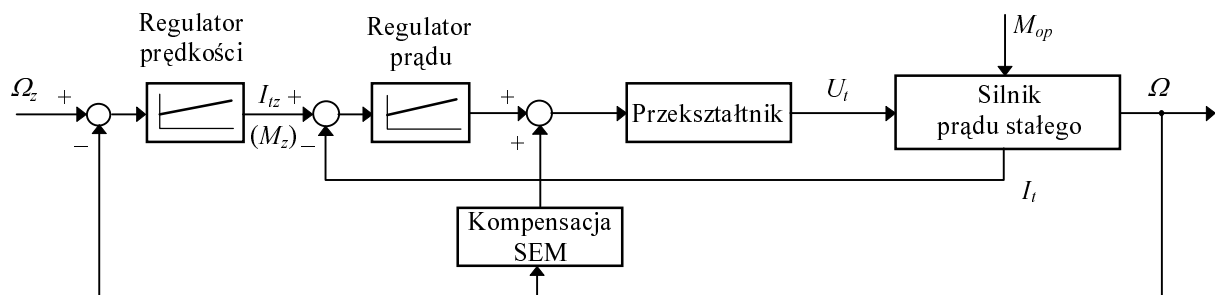 Regulator
prędkości
Regulator
prądu
M_op
Ω_z
+
−
I_tz
(M_z)
+
−
+
+
Przekształtnik
U_t
Silnik
prądu stałego
Ω
I_t
Kompensacja
SEM